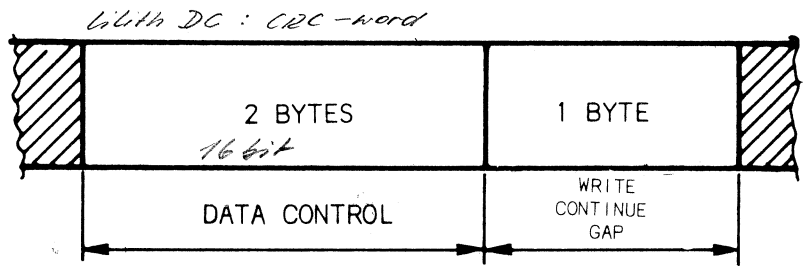 Lilith DC : CRC-word
2 BYTES
1 BYTE
16 bit
DATA CONTROL
WRITE
CONTINUE
GAP